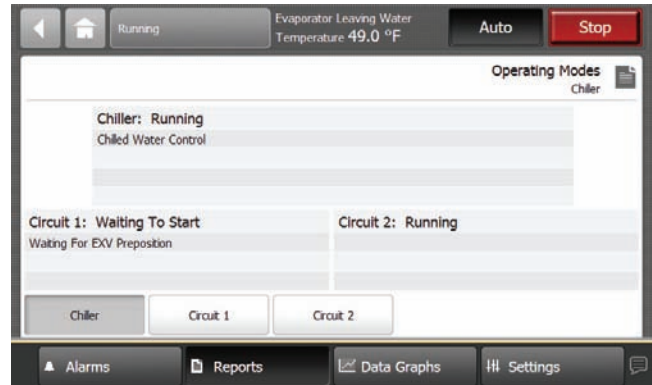 Running
Evaporator Leaving Water
Temperature 49.0 °F
Auto
Stop
Operating Modes
Chiller
Chiller: Running
Chilled Water Control
Circuit 1: Waiting To Start
Waiting For EXV Preposition
Circuit 2: Running
Chiller
Circuit 1
Circuit 2
Alarms
Reports
Data Graphs
Settings